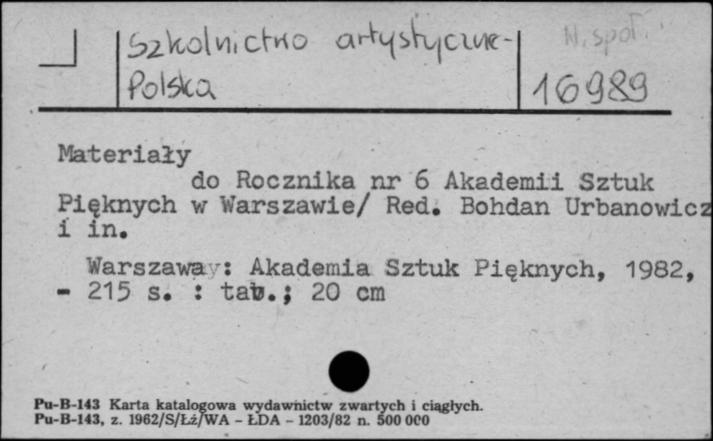 Szkolnictwo artystyczne-
N. społ.
Polska
16989
Materiały
do Rocznika nr 6 Akademii Sztuk
Pięknych w Warszawie/ Red. Bohdan Urbanowicz
i in.
Warszawa: Akademia Sztuk Pięknych, 1982,
- 215 s. : tab.; 20 cm
Pu-B-143 Karta katalogowa wydawnictw zwartych i ciągłych.
Pu-B-143, z. 1962/S/Łź/WA - ŁDA - 1203/82 n. 500 000